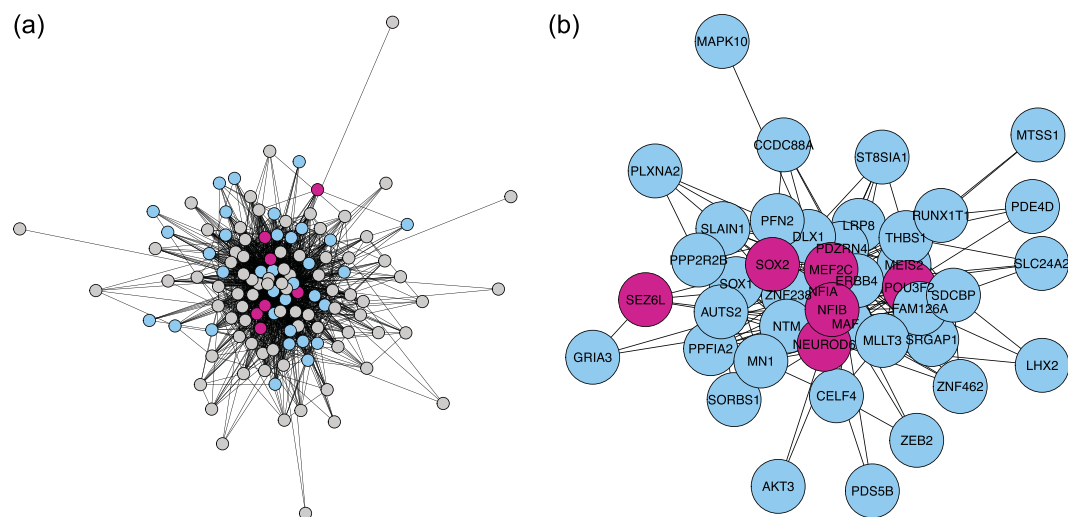 (a)
(b)
MAPK10
MTSS1
CCDC88A
ST8SIA1
PLXNA2
PDE4D
RUNX1T1
PFN2
LRP8
SLAIN1
DLX1
THBS1
PDZRN4
SLC24A2
PPP2R2B
SOX2
MEF2C
MEIS2
ERBB4
SOX1
POU3F2
SDCBP
SEZ6L
ZNF238
NFIA
AUTS2
NFIB
FAM126A
NTM
MAF
MLLT3
NEUROD6
SRGAP1
GRIA3
PPFIA2
MN1
LHX2
ZNF462
CELF4
SORBS1
ZEB2
AKT3
PDS5B